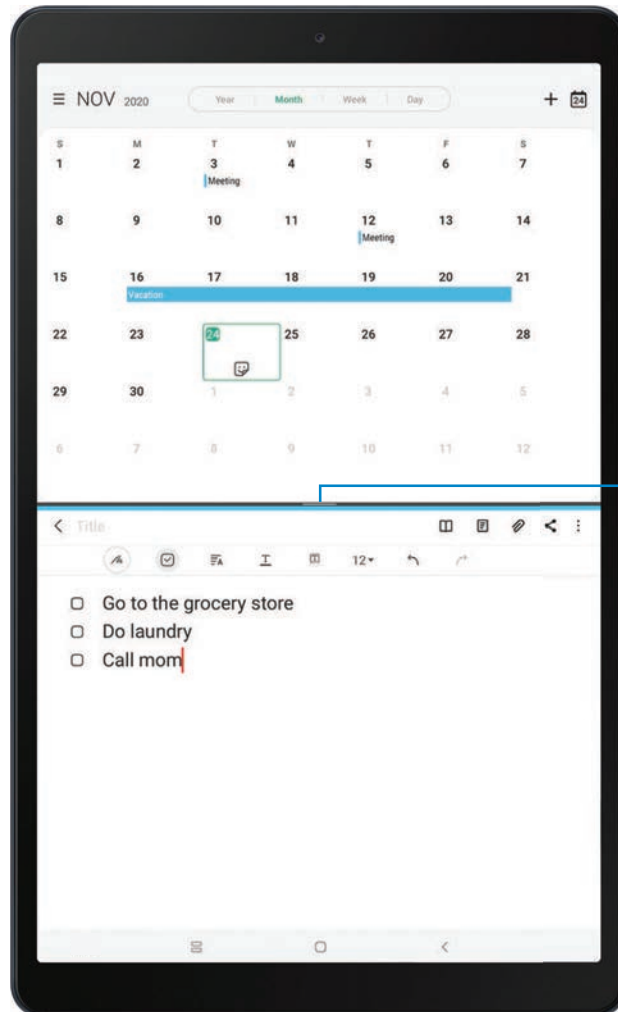 NOV 2020 Year Month Week Day 24
S M T W T F S
1 2 3 4 5 6 7
Meeting
8 9 10 11 12 13 14
Meeting
15 16 17 18 19 20 21
Vacation
22 23 24 25 26 27 28
29 30 1 2 3 4 5
6 7 8 9 10 11 12
Title
12
Go to the grocery store
Do laundry
Call mom